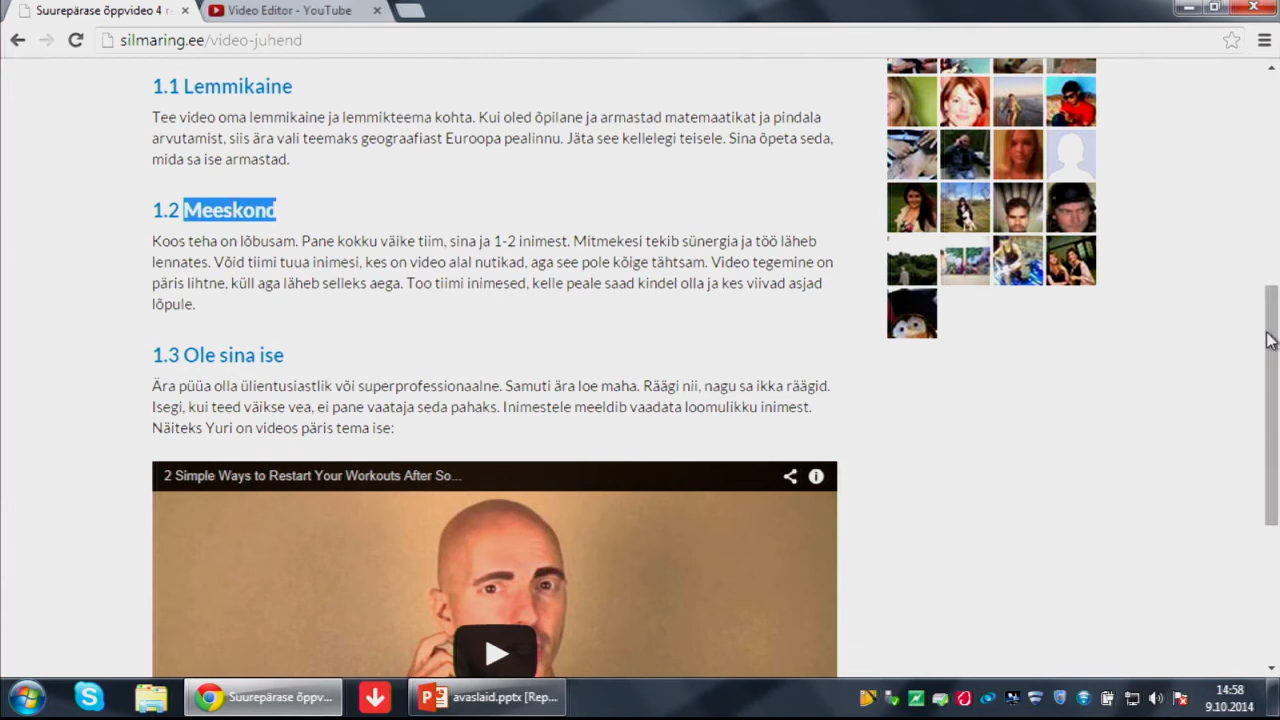 Suurepärase õppvideo 4
Video Editor - YouTube
silmaring.ee/video-juhend
1.1 Lemmikaine
Tee video oma lemmikaine ja lemmikteema kohta. Kui oled õpilane ja armastad matemaatikat ja pindala
arvutamist, siis ära vali teemaks geograafiast Euroopa pealinnu. Jäta see kellelegi teisele. Sina õpeta seda,
mida sa ise armastad.
1.2 Meeskond
Koos teha on lõbusam. Pane kokku väike tiim, sina ja 1-2 inimest. Mitmekesi tekib sünergia ja töö läheb
lennates. Võid tiimi tuua inimesi, kes on video alal nutikad, aga see pole kõige tähtsam. Video tegemine on
päris lihtne, küll aga läheb selleks aega. Too tiimi inimesed, kelle peale saad kindel olla ja kes viivad asjad
lõpule.
1.3 Ole sina ise
Ära püüa olla ülientusiastlik või superprofessionaalne. Samuti ära loe maha. Räägi nii, nagu sa ikka räägid.
Isegi, kui teed väikse vea, ei pane vaataja seda pahaks. Inimestele meeldib vaadata loomulikku inimest.
Näiteks Yuri on videos päris tema ise:
2 Simple Ways to Restart Your Workouts After So...
Suurepärase õppv...
avaslaid.pptx [Rep...
14:58
9.10.2014